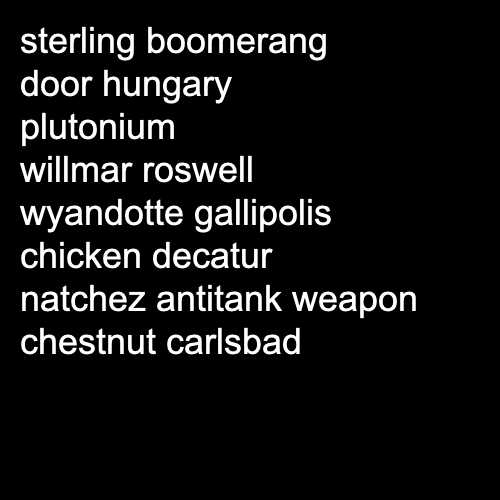 sterling boomerang
door hungary
plutonium
willmar roswell
wyandotte gallipolis
chicken decatur
natchez antitank weapon
chestnut carlsbad